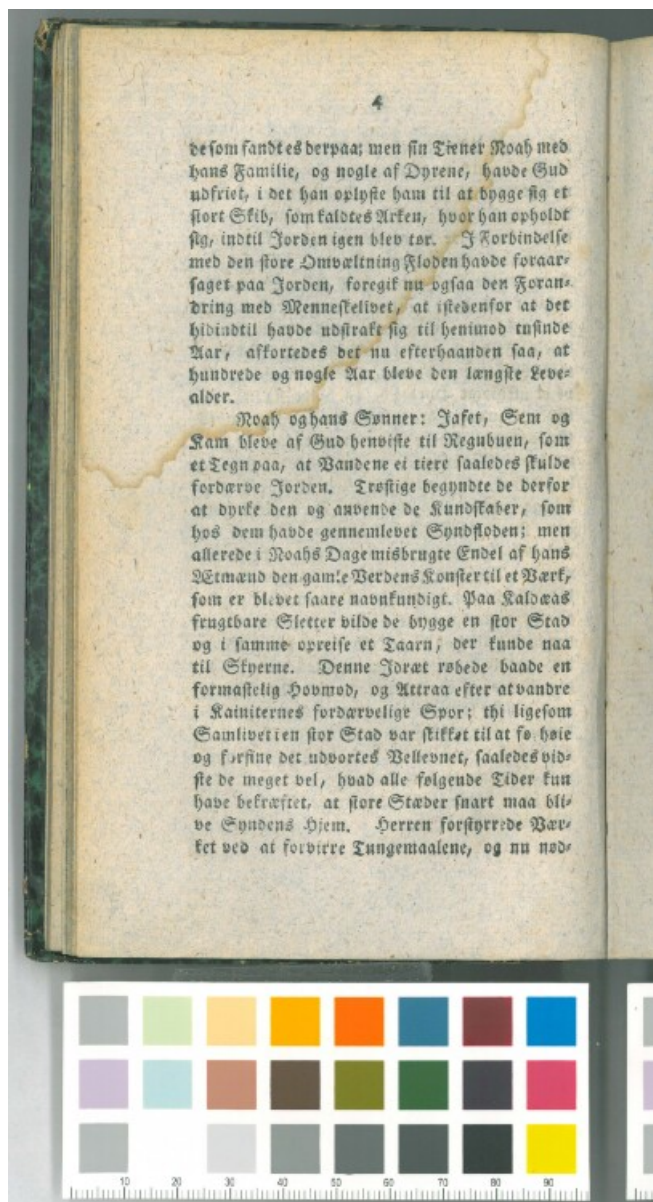 4
de som fandtes derpaa; men sin Tiener Noah med
hans Familie, og nogle af Dyrene, havde Gud
udfriet, i det han oplyste ham til at bygge sig et
stort Skib, som kaldtes Arken, hvor han opholdt
sig, indtil Jorden igen blev tør. I Forbindelse
med den store Omvæltning Floden havde foraar-
saget paa Jorden, foregik nu ogsaa den Foran-
dring med Menneskelivet, at istedenfor at det
hidindtil havde udstrakt sig til henimod tusinde
Aar, afkortedes det nu efterhaanden saa, at
hundrede og nogle Aar bleve den længste Leve-
alder.
Noah og hans Sønner: Jafet, Sem og
Kam bleve af Gud henviste til Regnbuen, som
et Tegn paa, at Vandene ei tiere saaledes skulde
fordærve Jorden. Trøstige begyndte de derfor
at dyrke den og anvende de Kundskaber, som
hos dem havde gennemlevet Syndfloden; men
allerede i Noahs Dage misbrugte Endel af hans
Ætmænd den gamle Verdens Konster til et Værk,
som er blevet saare navnkundigt. Paa Kaldæas
frugtbare Sletter vilde de bygge en stor Stad
og i samme opreise et Taarn, der kunde naa
til Skyerne. Denne Idræt røbede baade en
formastelig Hovmod, og Attraa efter at vandre
i Kainiternes fordærvelige Spor; thi ligesom
Samlivet i en stor Stad var skikket til at forhøie
og forfine det udvortes Vellevnet, saaledes vid-
ste de meget vel, hvad alle følgende Tider kun
have bekræftet, at store Stæder snart maa bli-
ve Syndens Hjem. Herren forstyrrede Vær-
ket ved at forvirre Tungemaalene, og nu nød-
10 20 30 40 50 60 70 80 90